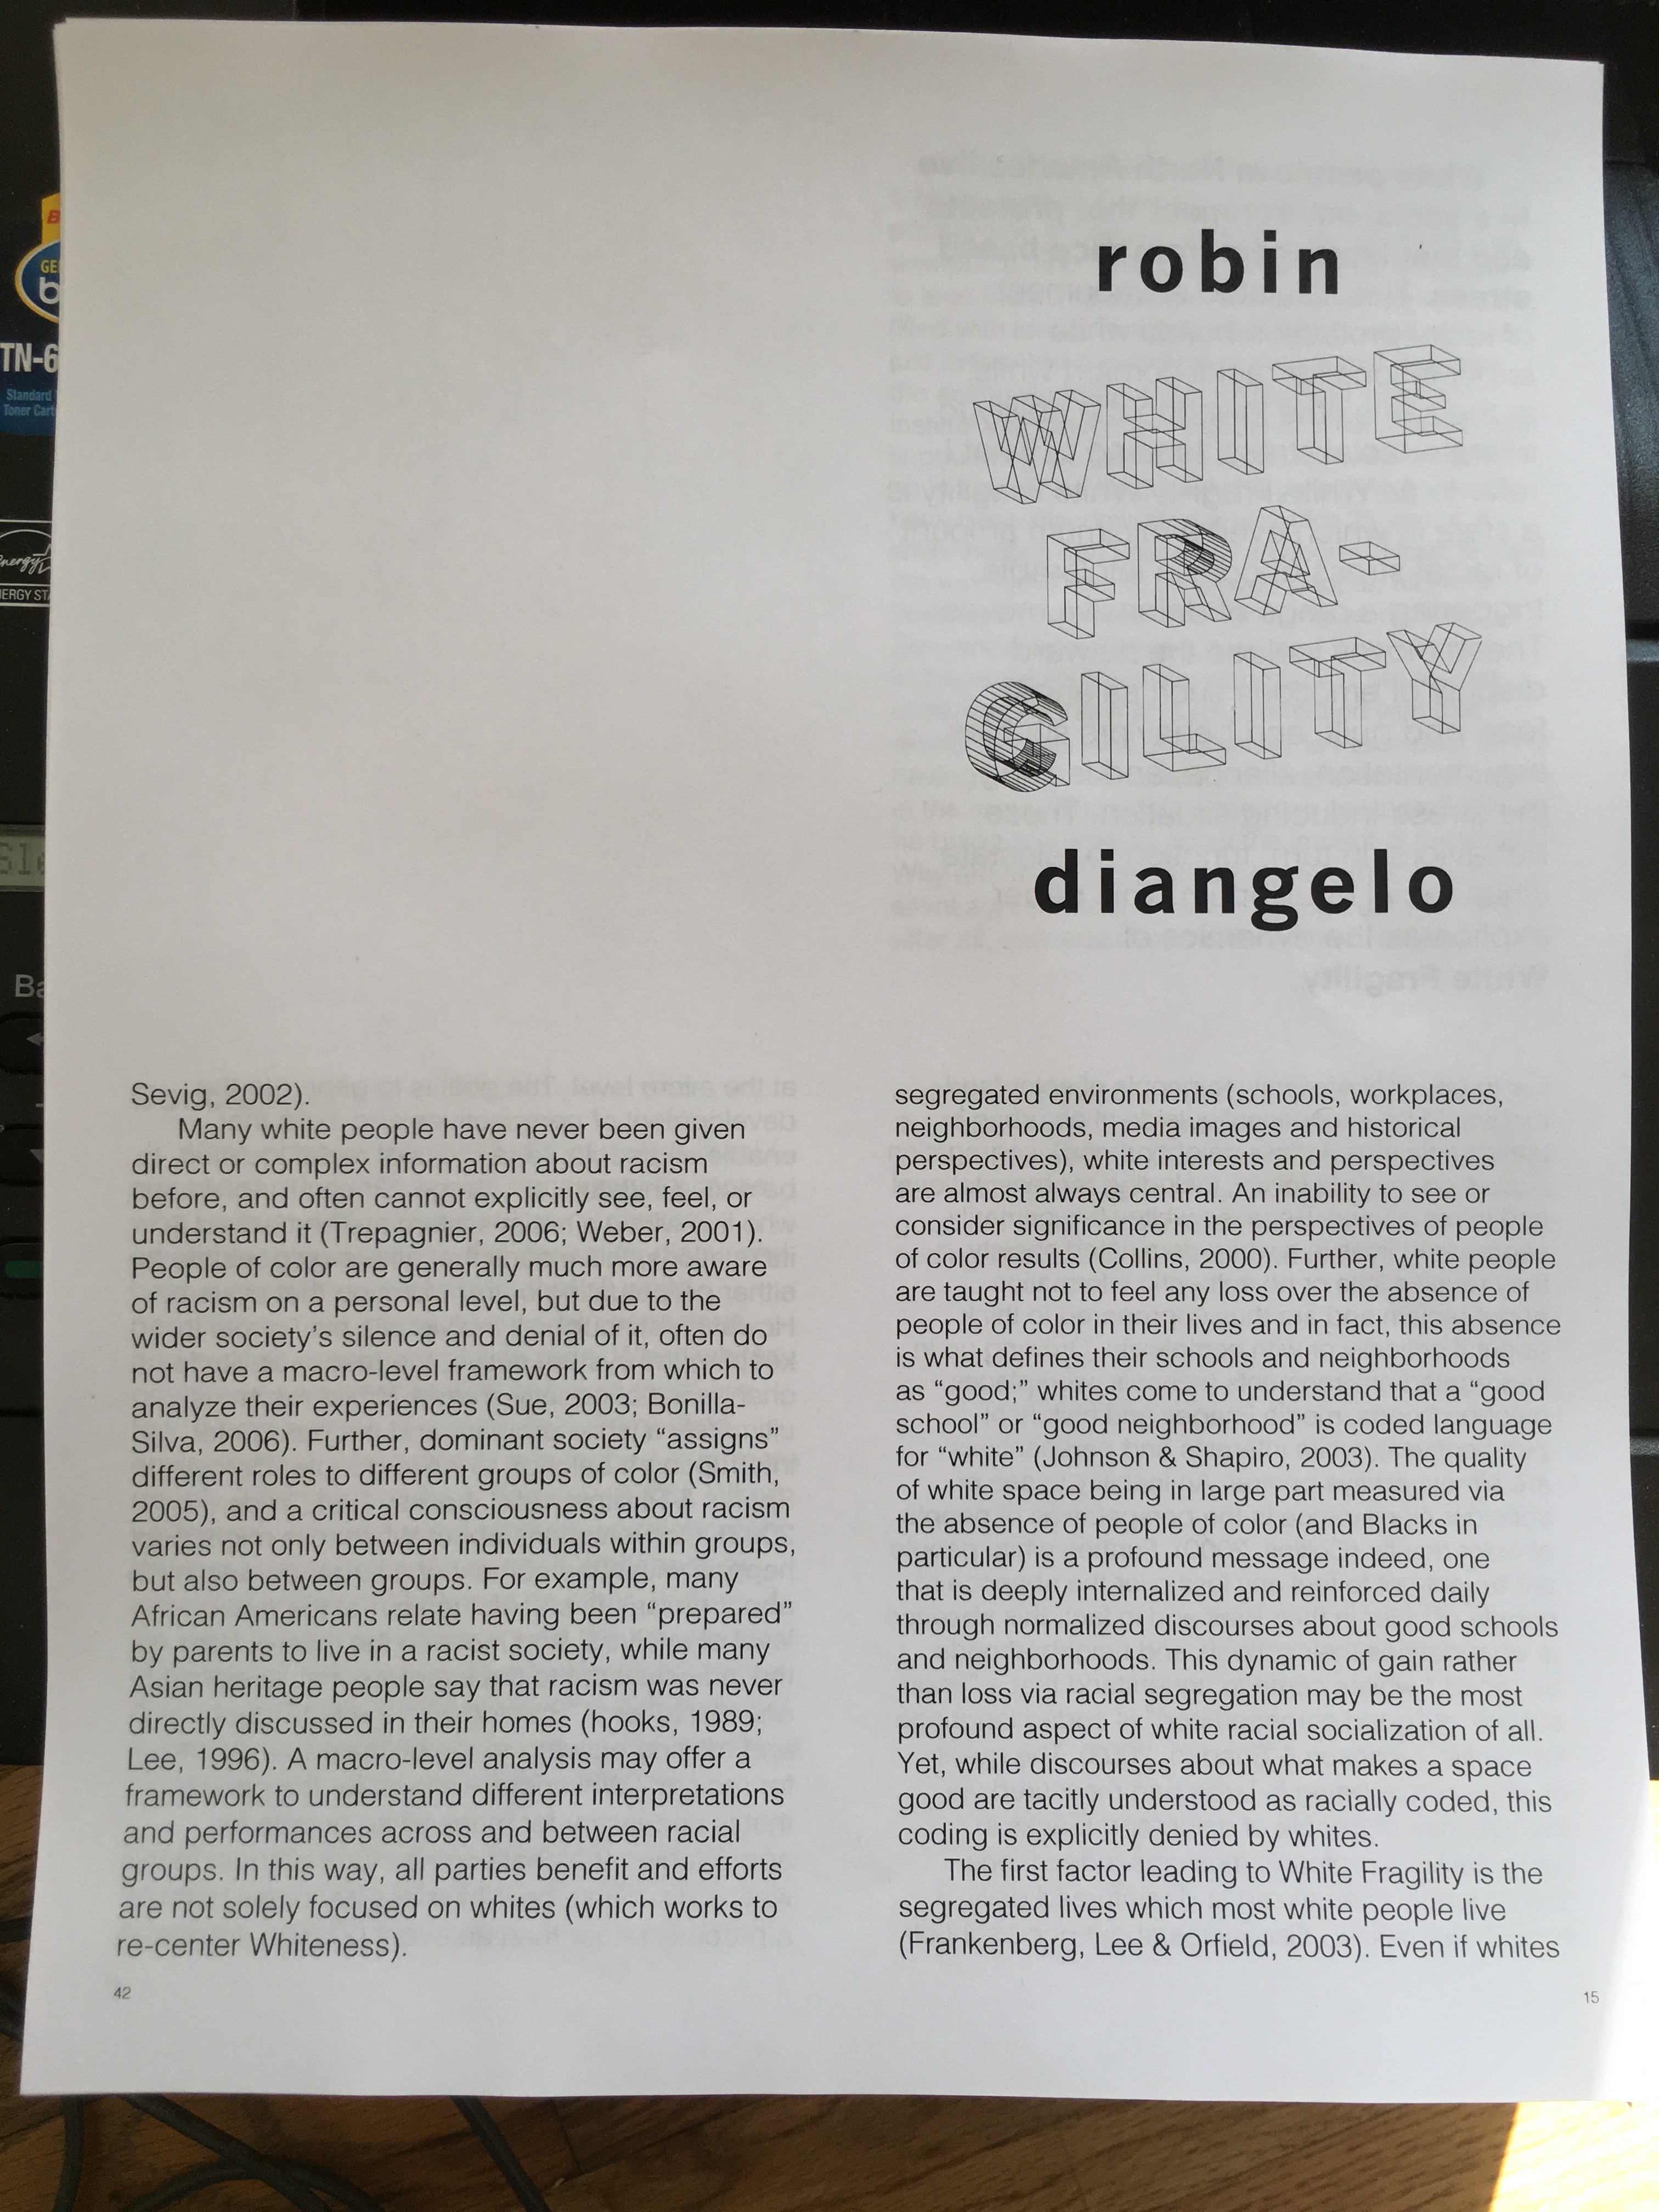 robin
WHITE
FRA-
GILITY
diangelo
Sevig, 2002).
Many white people have never been given
direct or complex information about racism
before, and often cannot explicitly see, feel, or
understand it (Trepagnier, 2006; Weber, 2001).
People of color are generally much more aware
of racism on a personal level, but due to the
wider society’s silence and denial of it, often do
not have a macro-level framework from which to
analyze their experiences (Sue, 2003; Bonilla-
Silva, 2006). Further, dominant society “assigns”
different roles to different groups of color (Smith,
2005), and a critical consciousness about racism
varies not only between individuals within groups,
but also between groups. For example, many
African Americans relate having been “prepared”
by parents to live in a racist society, while many
Asian heritage people say that racism was never
directly discussed in their homes (hooks, 1989;
Lee, 1996). A macro-level analysis may offer a
framework to understand different interpretations
and performances across and between racial
groups. In this way, all parties benefit and efforts
are not solely focused on whites (which works to
re-center Whiteness).
42
segregated environments (schools, workplaces,
neighborhoods, media images and historical
perspectives), white interests and perspectives
are almost always central. An inability to see or
consider significance in the perspectives of people
of color results (Collins, 2000). Further, white people
are taught not to feel any loss over the absence of
people of color in their lives and in fact, this absence
is what defines their schools and neighborhoods
as “good;” whites come to understand that a “good
school” or “good neighborhood” is coded language
for “white” (Johnson & Shapiro, 2003). The quality
of white space being in large part measured via
the absence of people of color (and Blacks in
particular) is a profound message indeed, one
that is deeply internalized and reinforced daily
through normalized discourses about good schools
and neighborhoods. This dynamic of gain rather
than loss via racial segregation may be the most
profound aspect of white racial socialization of all.
Yet, while discourses about what makes a space
good are tacitly understood as racially coded, this
coding is explicitly denied by whites.
The first factor leading to White Fragility is the
segregated lives which most white people live
(Frankenberg, Lee & Orfield, 2003). Even if whites
15
TN-6
Standard
Toner Cart
energy